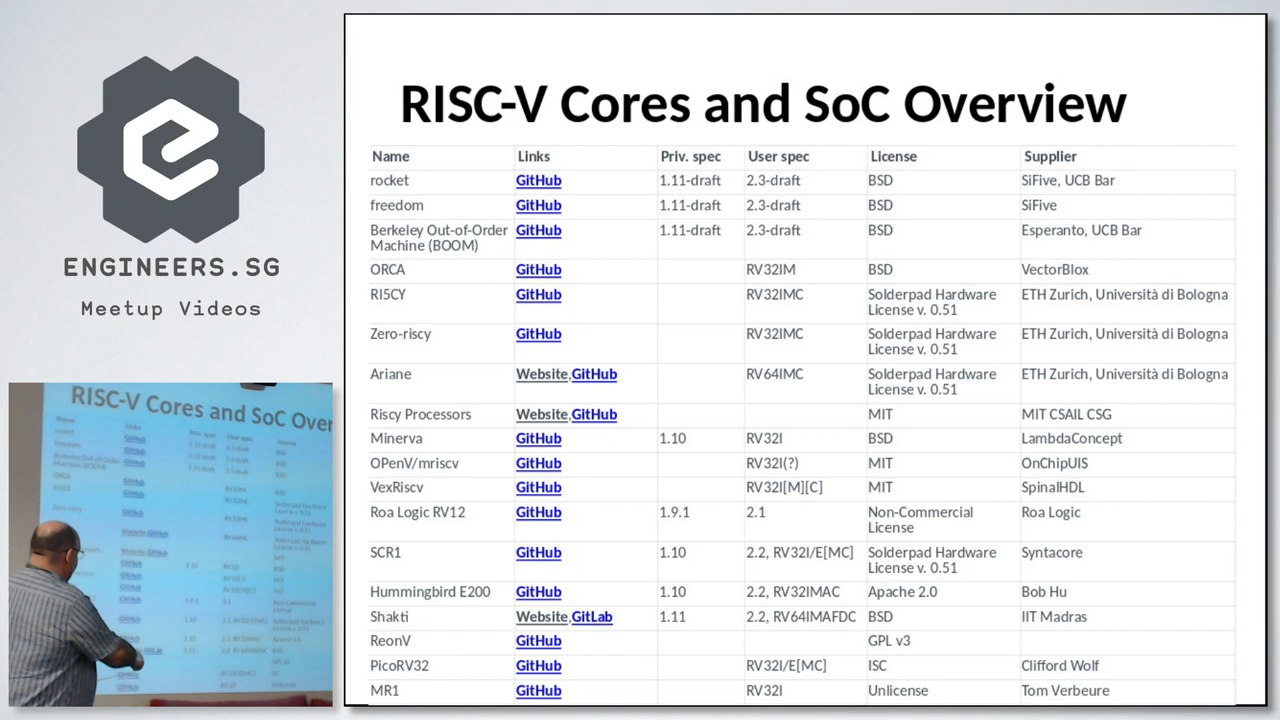 ENGINEERS.SG
Meetup Videos
RISC-V Cores and SoC Overview
Name Links Priv. spec User spec License Supplier
rocket GitHub 1.11-draft 2.3-draft BSD SiFive, UCB Bar
freedom GitHub 1.11-draft 2.3-draft BSD SiFive
Berkeley Out-of-Order GitHub 1.11-draft 2.3-draft BSD Esperanto, UCB Bar
Machine (BOOM)
ORCA GitHub RV32IM BSD VectorBlox
RI5CY GitHub RV32IMC Solderpad Hardware ETH Zurich, Università di Bologna
License v. 0.51
Zero-riscy GitHub RV32IMC Solderpad Hardware ETH Zurich, Università di Bologna
License v. 0.51
Ariane Website,GitHub RV64IMC Solderpad Hardware ETH Zurich, Università di Bologna
License v. 0.51
Riscy Processors Website,GitHub MIT MIT CSAIL CSG
Minerva GitHub 1.10 RV32I BSD LambdaConcept
OPenV/mriscv GitHub RV32I(?) MIT OnChipUIS
VexRiscv GitHub RV32I[M][C] MIT SpinalHDL
Roa Logic RV12 GitHub 1.9.1 2.1 Non-Commercial Roa Logic
License
SCR1 GitHub 1.10 2.2, RV32I/E[MC] Solderpad Hardware Syntacore
License v. 0.51
Hummingbird E200 GitHub 1.10 2.2, RV32IMAC Apache 2.0 Bob Hu
Shakti Website,GitLab 1.11 2.2, RV64IMAFDC BSD IIT Madras
ReonV GitHub GPL v3
PicoRV32 GitHub RV32I/E[MC] ISC Clifford Wolf
MR1 GitHub RV32I Unlicense Tom Verbeure
RISC-V Cores and SoC Over